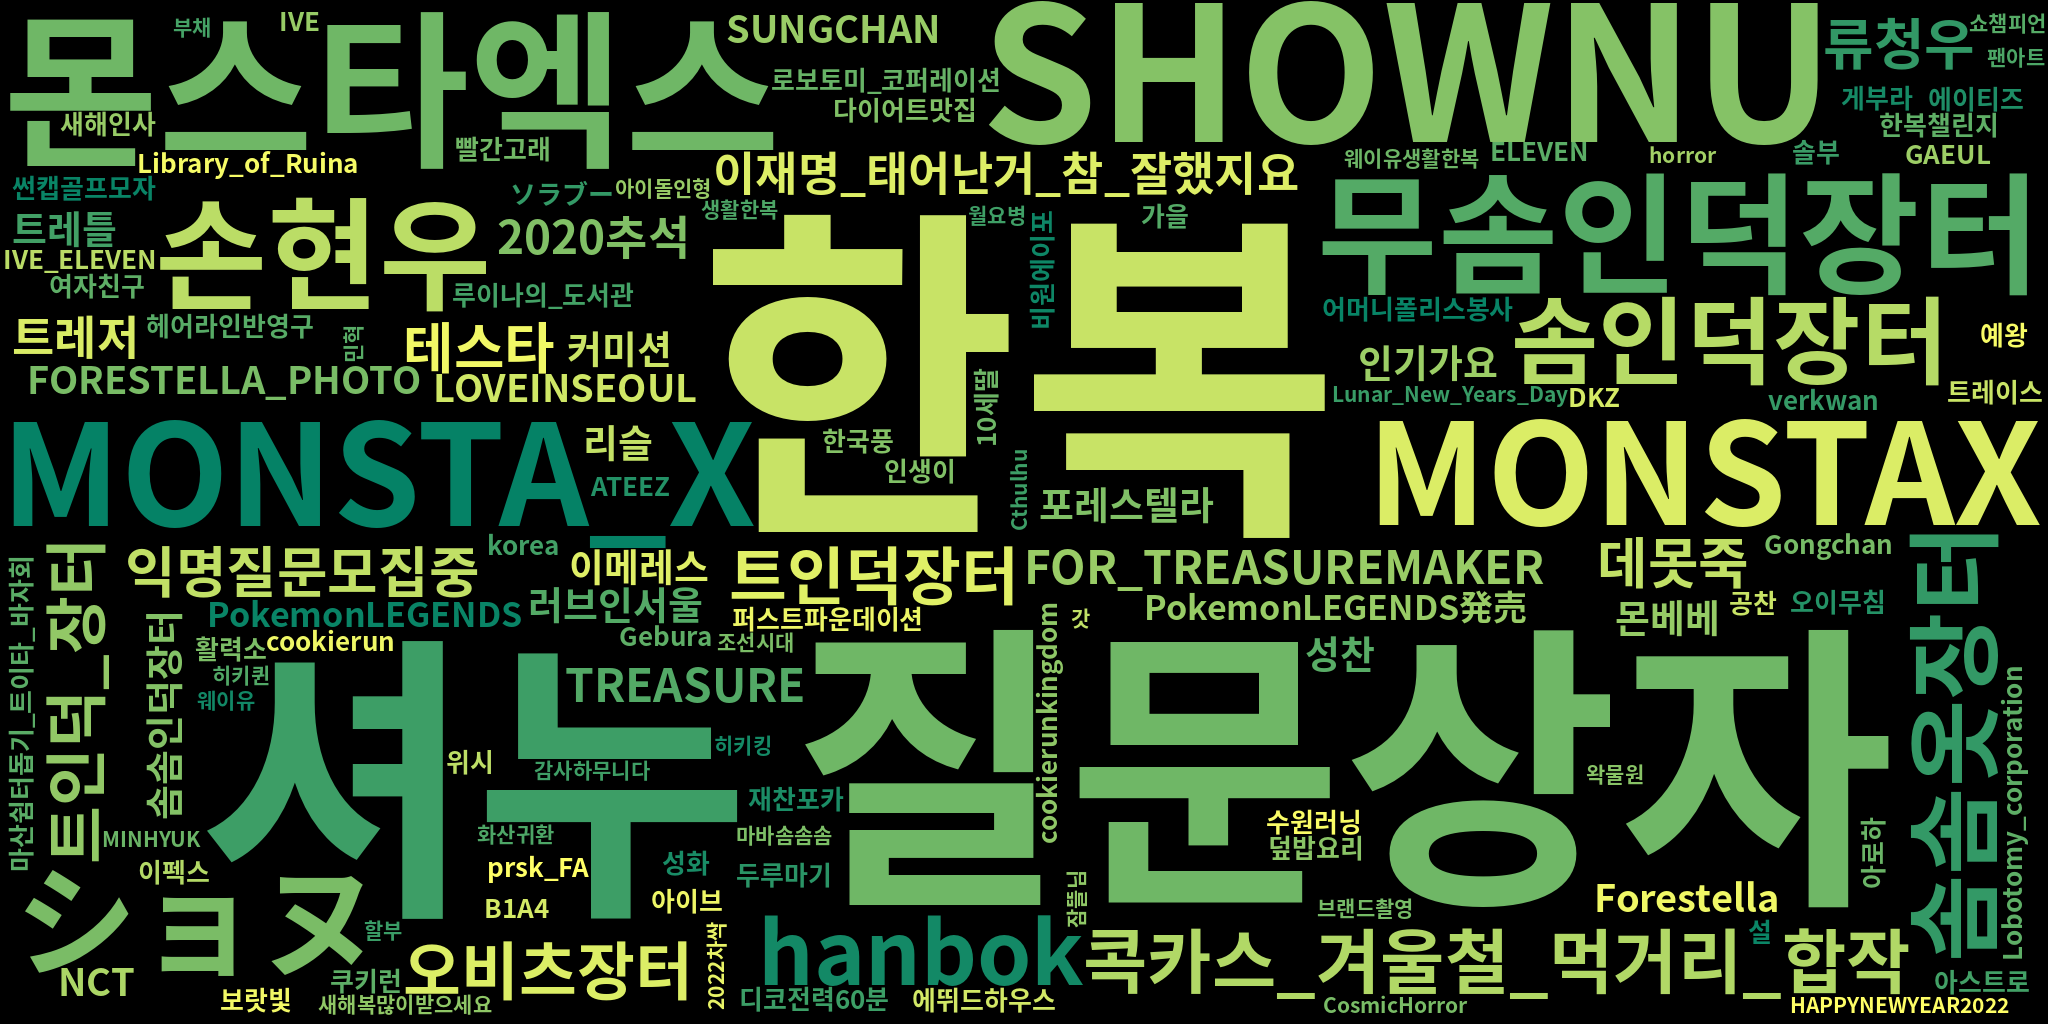 몬스타엑스
부채
IVE
SUNGCHAN
SHOWNU
류청우
쇼챔피언
팬아트
로보토미_코퍼레이션
다이어트맛집
게부라
에이티즈
한복챌린지
새해인사
Library_of_Ruina
빨간고래
이재명_태어난거_참_잘했지요
웨이유생활한복
ELEVEN
horror
솔부
GAEUL
썬캡골프모자
ソラブー
아이돌인형
생활한복
월요병
비원에이포
가을
무솜인덕장터
트레틀
손현우
2020추석
한복
IVE_ELEVEN
여자친구
루이나의_도서관
어머니폴리스봉사
솜인덕장터
트레저
헤어라인반영구
민혁
테스타
커미션
인기가요
예왕
FORESTELLA_PHOTO
LOVEINSEOUL
10세딸
Lunar_New_Years_Day
DKZ
verkwan
트레이스
MONSTA_X
리슬
한국풍
인생이
ATEEZ
Cthulhu
포레스텔라
MONSTAX
마산쉼터돕기_트이타_바자회
트인덕_장터
익명질문모집중
korea
이메레스
트인덕장터
FOR_TREASUREMAKER
데못죽
Gongchan
솜솜옷장터
PokemonLEGENDS
러브인서울
퍼스트파운데이션
PokemonLEGENDS発売
몬베베
공찬
오이무침
솜솜인덕장터
활력소
cookierun
Gebura
조선시대
cookierunkingdom
갓
성찬
히키퀸
웨이유
셔누
TREASURE
질문상자
위시
히키킹
감사하무니다
왁물원
Lobotomy_corporation
재찬포카
MINHYUK
화산귀환
마바솜솜솜
수원러닝
덮밥요리
아로하
이펙스
prsk_FA
성화
두루마기
ショヌ
B1A4
아이브
잠뜰님
브랜드촬영
Forestella
할부
오비츠장터
2022차싹
hanbok
콕카스_겨울철_먹거리_합작
설
NCT
쿠키런
아스트로
보랏빛
새해복많이받으세요
디코전력60분
에뛰드하우스
CosmicHorror
HAPPYNEWYEAR2022